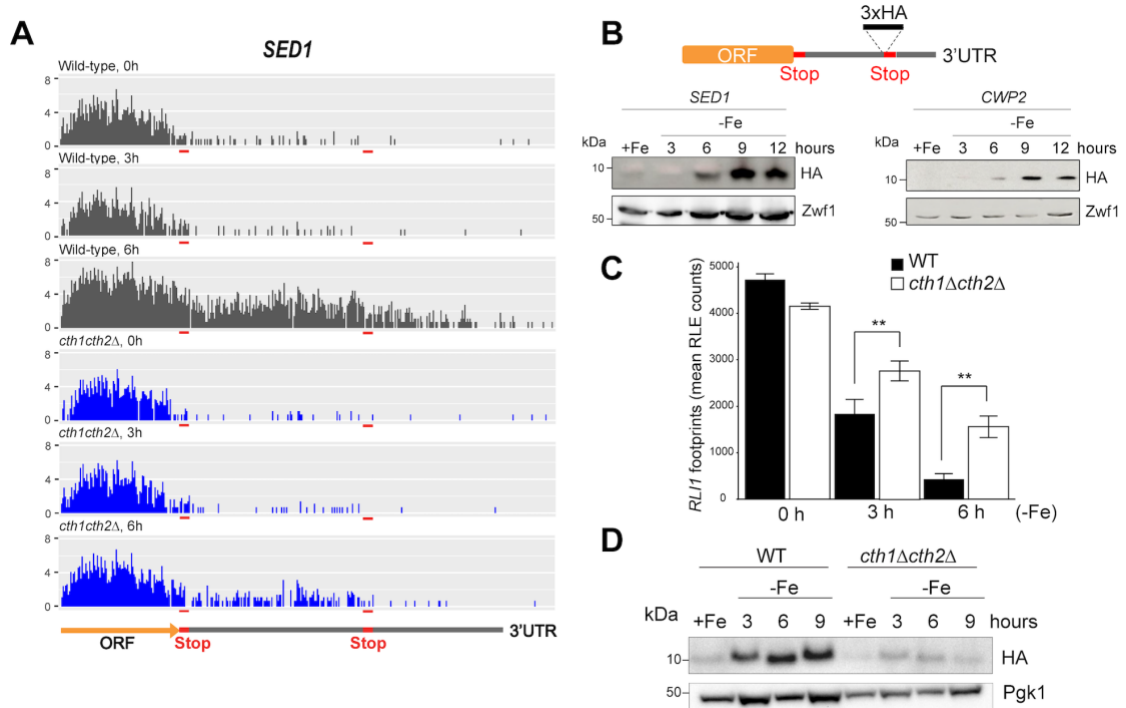 A
SED1
Wild-type, 0h
8
4
0
Wild-type, 3h
8
4
0
Wild-type, 6h
8
4
0
cth1cth2Δ, 0h
8
4
0
cth1cth2Δ, 3h
8
4
0
cth1cth2Δ, 6h
8
4
0
ORF
Stop
Stop
3'UTR
B
3xHA
ORF
Stop
Stop
3'UTR
SED1
-Fe
kDa +Fe 3 6 9 12 hours
10 HA
50 Zwf1
CWP2
-Fe
kDa +Fe 3 6 9 12 hours
10 HA
50 Zwf1
C
WT
cth1Δcth2Δ
RLI1 footprints (mean RLE counts)
5000
4000
3000
2000
1000
0
**
**
0 h 3 h 6 h (-Fe)
D
WT cth1Δcth2Δ
-Fe -Fe
kDa +Fe 3 6 9 +Fe 3 6 9 hours
10 HA
50 Pgk1